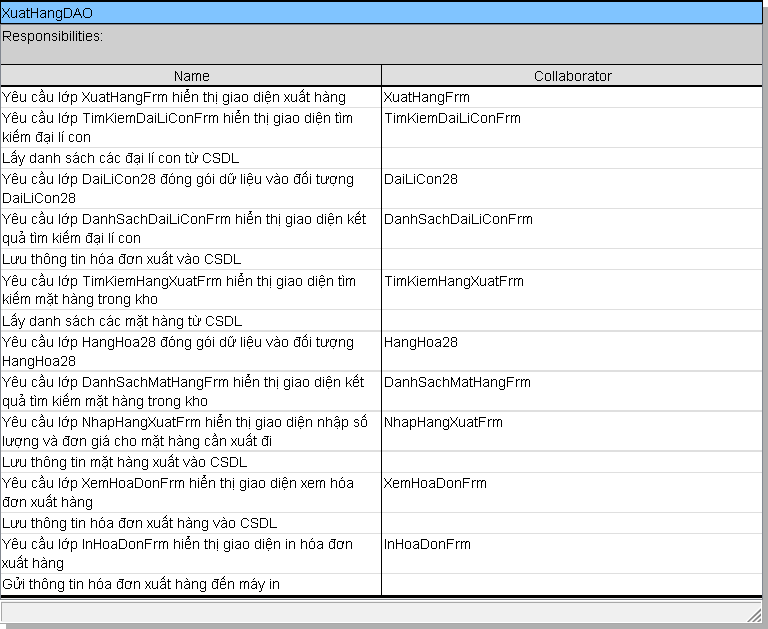 XuatHangDAO
Responsibilities:
Name Collaborator
Yêu cầu lớp XuatHangFrm hiển thị giao diện xuất hàng XuatHangFrm
Yêu cầu lớp TimKiemDaiLiConFrm hiển thị giao diện tìm TimKiemDaiLiConFrm
kiếm đại lí con
Lấy danh sách các đại lí con từ CSDL
Yêu cầu lớp DaiLiCon28 đóng gói dữ liệu vào đối tượng DaiLiCon28
DaiLiCon28
Yêu cầu lớp DanhSachDaiLiConFrm hiển thị giao diện kết DanhSachDaiLiConFrm
quả tìm kiếm đại lí con
Lưu thông tin hóa đơn xuất vào CSDL
Yêu cầu lớp TimKiemHangXuatFrm hiển thị giao diện tìm TimKiemHangXuatFrm
kiếm mặt hàng trong kho
Lấy danh sách các mặt hàng từ CSDL
Yêu cầu lớp HangHoa28 đóng gói dữ liệu vào đối tượng HangHoa28
HangHoa28
Yêu cầu lớp DanhSachMatHangFrm hiển thị giao diện kết DanhSachMatHangFrm
quả tìm kiếm mặt hàng trong kho
Yêu cầu lớp NhapHangXuatFrm hiển thị giao diện nhập số NhapHangXuatFrm
lượng và đơn giá cho mặt hàng cần xuất đi
Lưu thông tin mặt hàng xuất vào CSDL
Yêu cầu lớp XemHoaDonFrm hiển thị giao diện xem hóa XemHoaDonFrm
đơn xuất hàng
Lưu thông tin hóa đơn xuất hàng vào CSDL
Yêu cầu lớp InHoaDonFrm hiển thị giao diện in hóa đơn InHoaDonFrm
xuất hàng
Gửi thông tin hóa đơn xuất hàng đến máy in